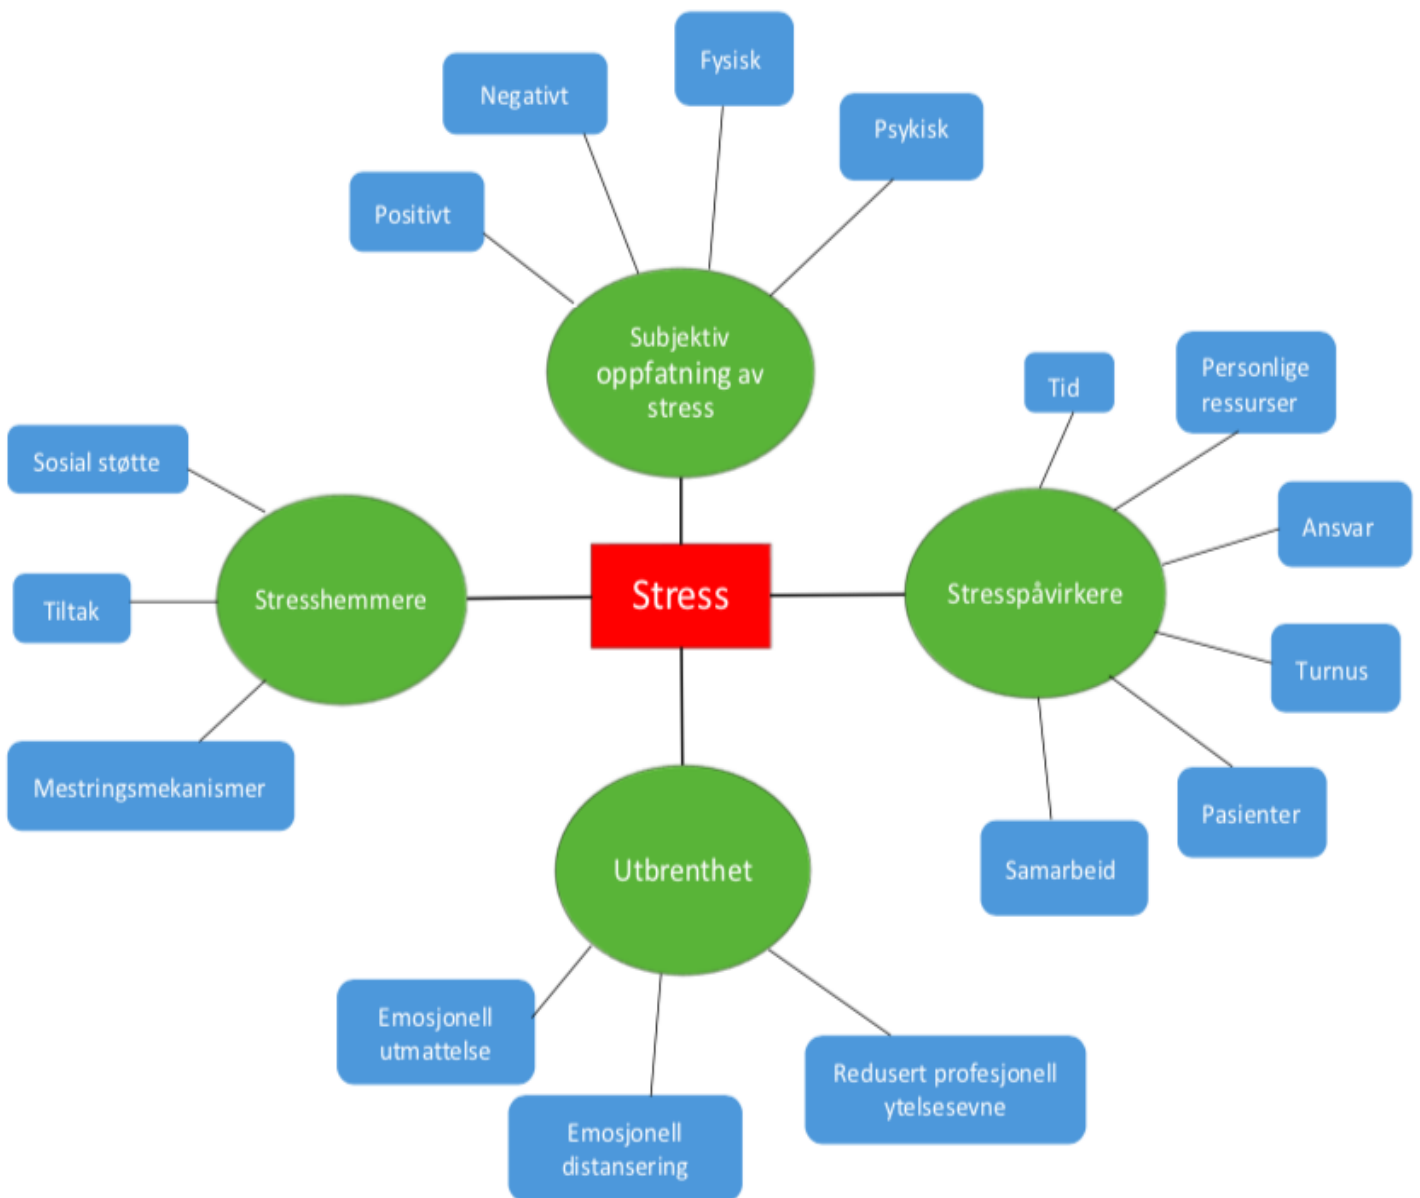 Fysisk
Negativt
Psykisk
Positivt
Subjektiv
oppfatning av
stress
Tid
Personlige
ressurser
Sosial støtte
Ansvar
Stresshemmere
Stress
Stresspåvirkere
Tiltak
Turnus
Mestringsmekanismer
Pasienter
Utbrenthet
Samarbeid
Emosjonell
utmattelse
Redusert profesjonell
ytelsesevne
Emosjonell
distansering